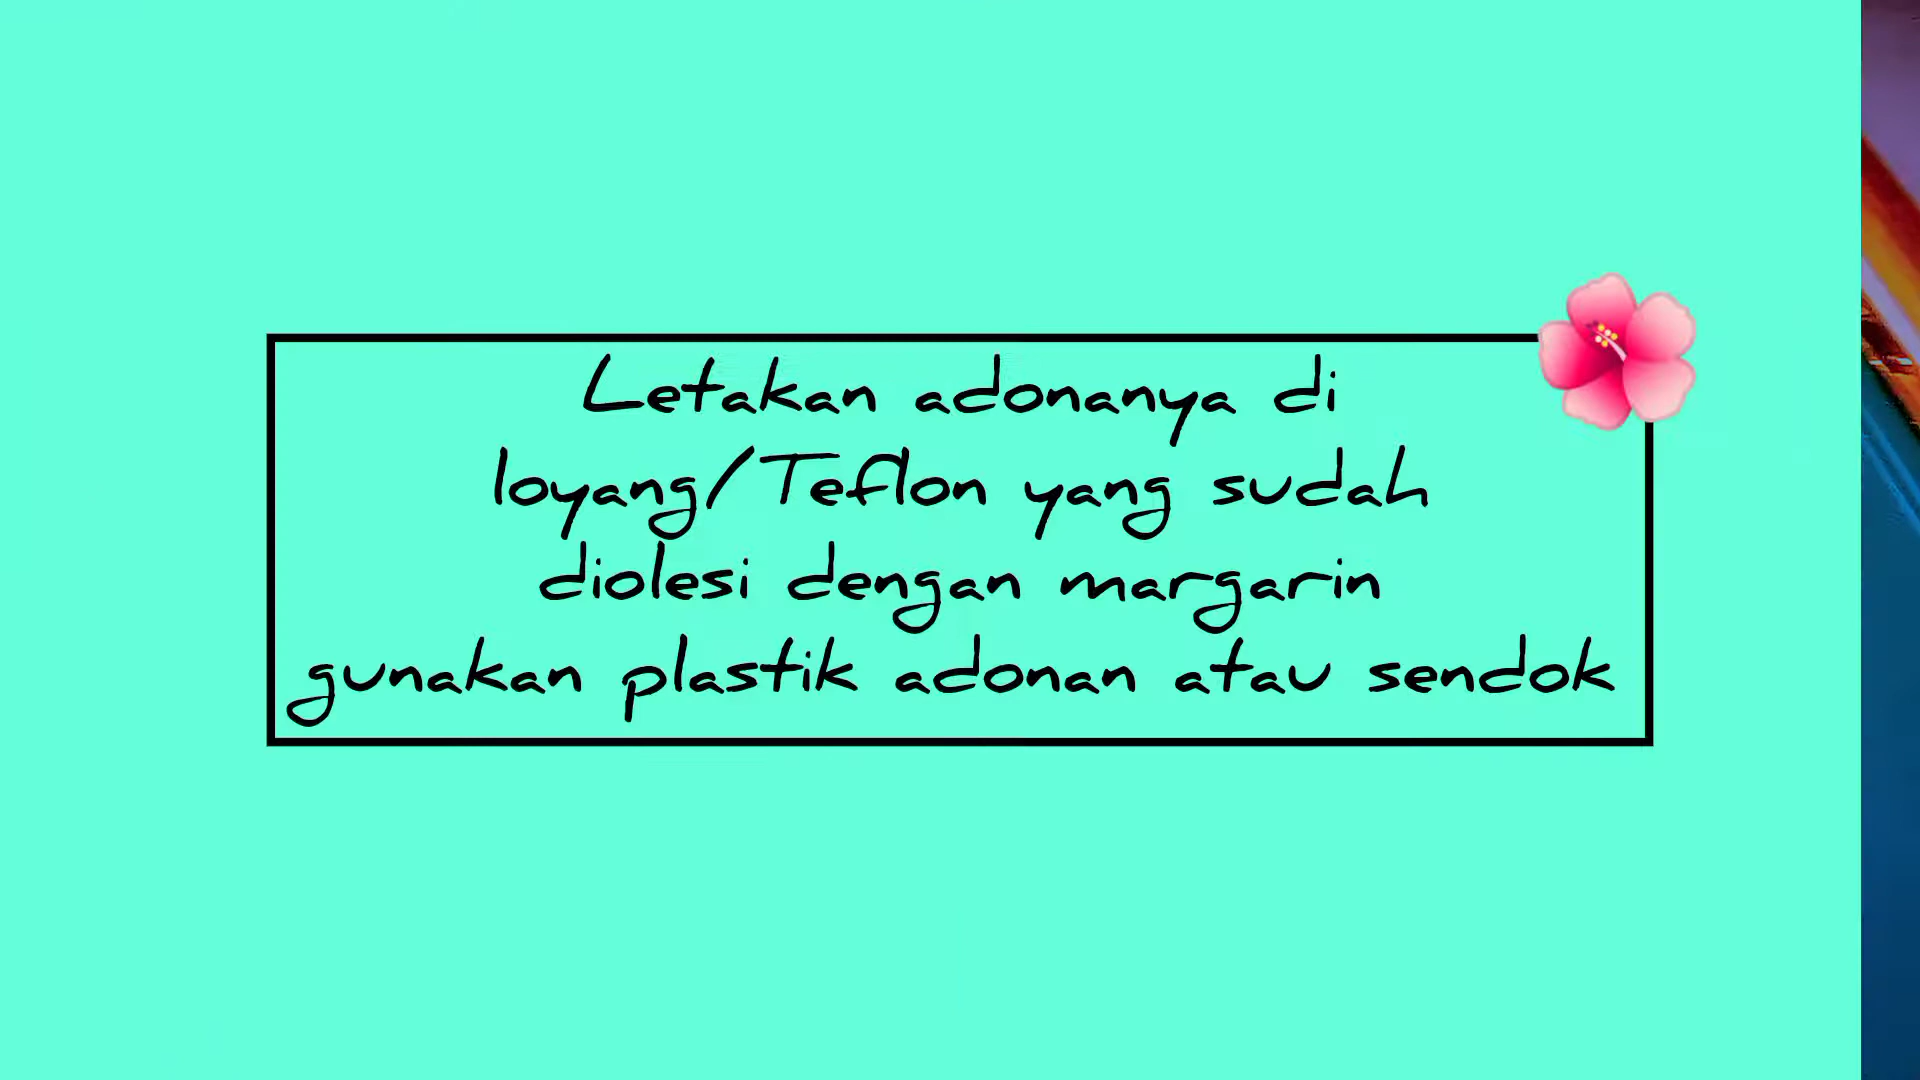 Letakan adonanya di
loyang/Teflon yang sudah
diolesi dengan margarin
gunakan plastik adonan atau sendok